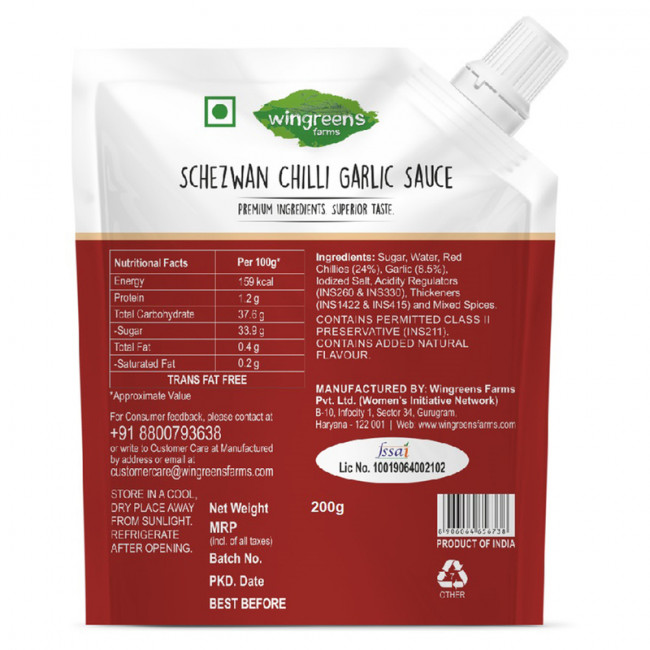 wingreens
farms
SCHEZWAN CHILLI GARLIC SAUCE
PREMIUM INGREDIENTS. SUPERIOR TASTE.
Nutritional Facts Per 100g*
Energy 159 kcal
Protein 1.2 g
Total Carbohydrate 37.6 g
-Sugar 33.9 g
Total Fat 0.4 g
-Saturated Fat 0.2 g
TRANS FAT FREE
*Approximate Value
For Consumer feedback, please contact at
+91 8800793638
or write to Customer Care at Manufactured
by address or email at
customercare@wingreensfarms.com
STORE IN A COOL,
DRY PLACE AWAY
FROM SUNLIGHT.
REFRIGERATE
AFTER OPENING.
Ingredients: Sugar, Water, Red
Chillies (24%), Garlic (8.5%),
Iodized Salt, Acidity Regulators
(INS260 & INS330), Thickeners
(INS1422 & INS415) and Mixed Spices.
CONTAINS PERMITTED CLASS II
PRESERVATIVE (INS211).
CONTAINS ADDED NATURAL
FLAVOUR.
MANUFACTURED BY: Wingreens Farms
Pvt. Ltd. (Women's Initiative Network)
B-10, Infocity 1, Sector 34, Gurugram,
Haryana - 122 001 | Web: www.wingreensfarms.com
fssai
Lic No. 10019064002102
Net Weight 200g
MRP
(incl. of all taxes)
Batch No.
PKD. Date
BEST BEFORE
PRODUCT OF INDIA
7
OTHER